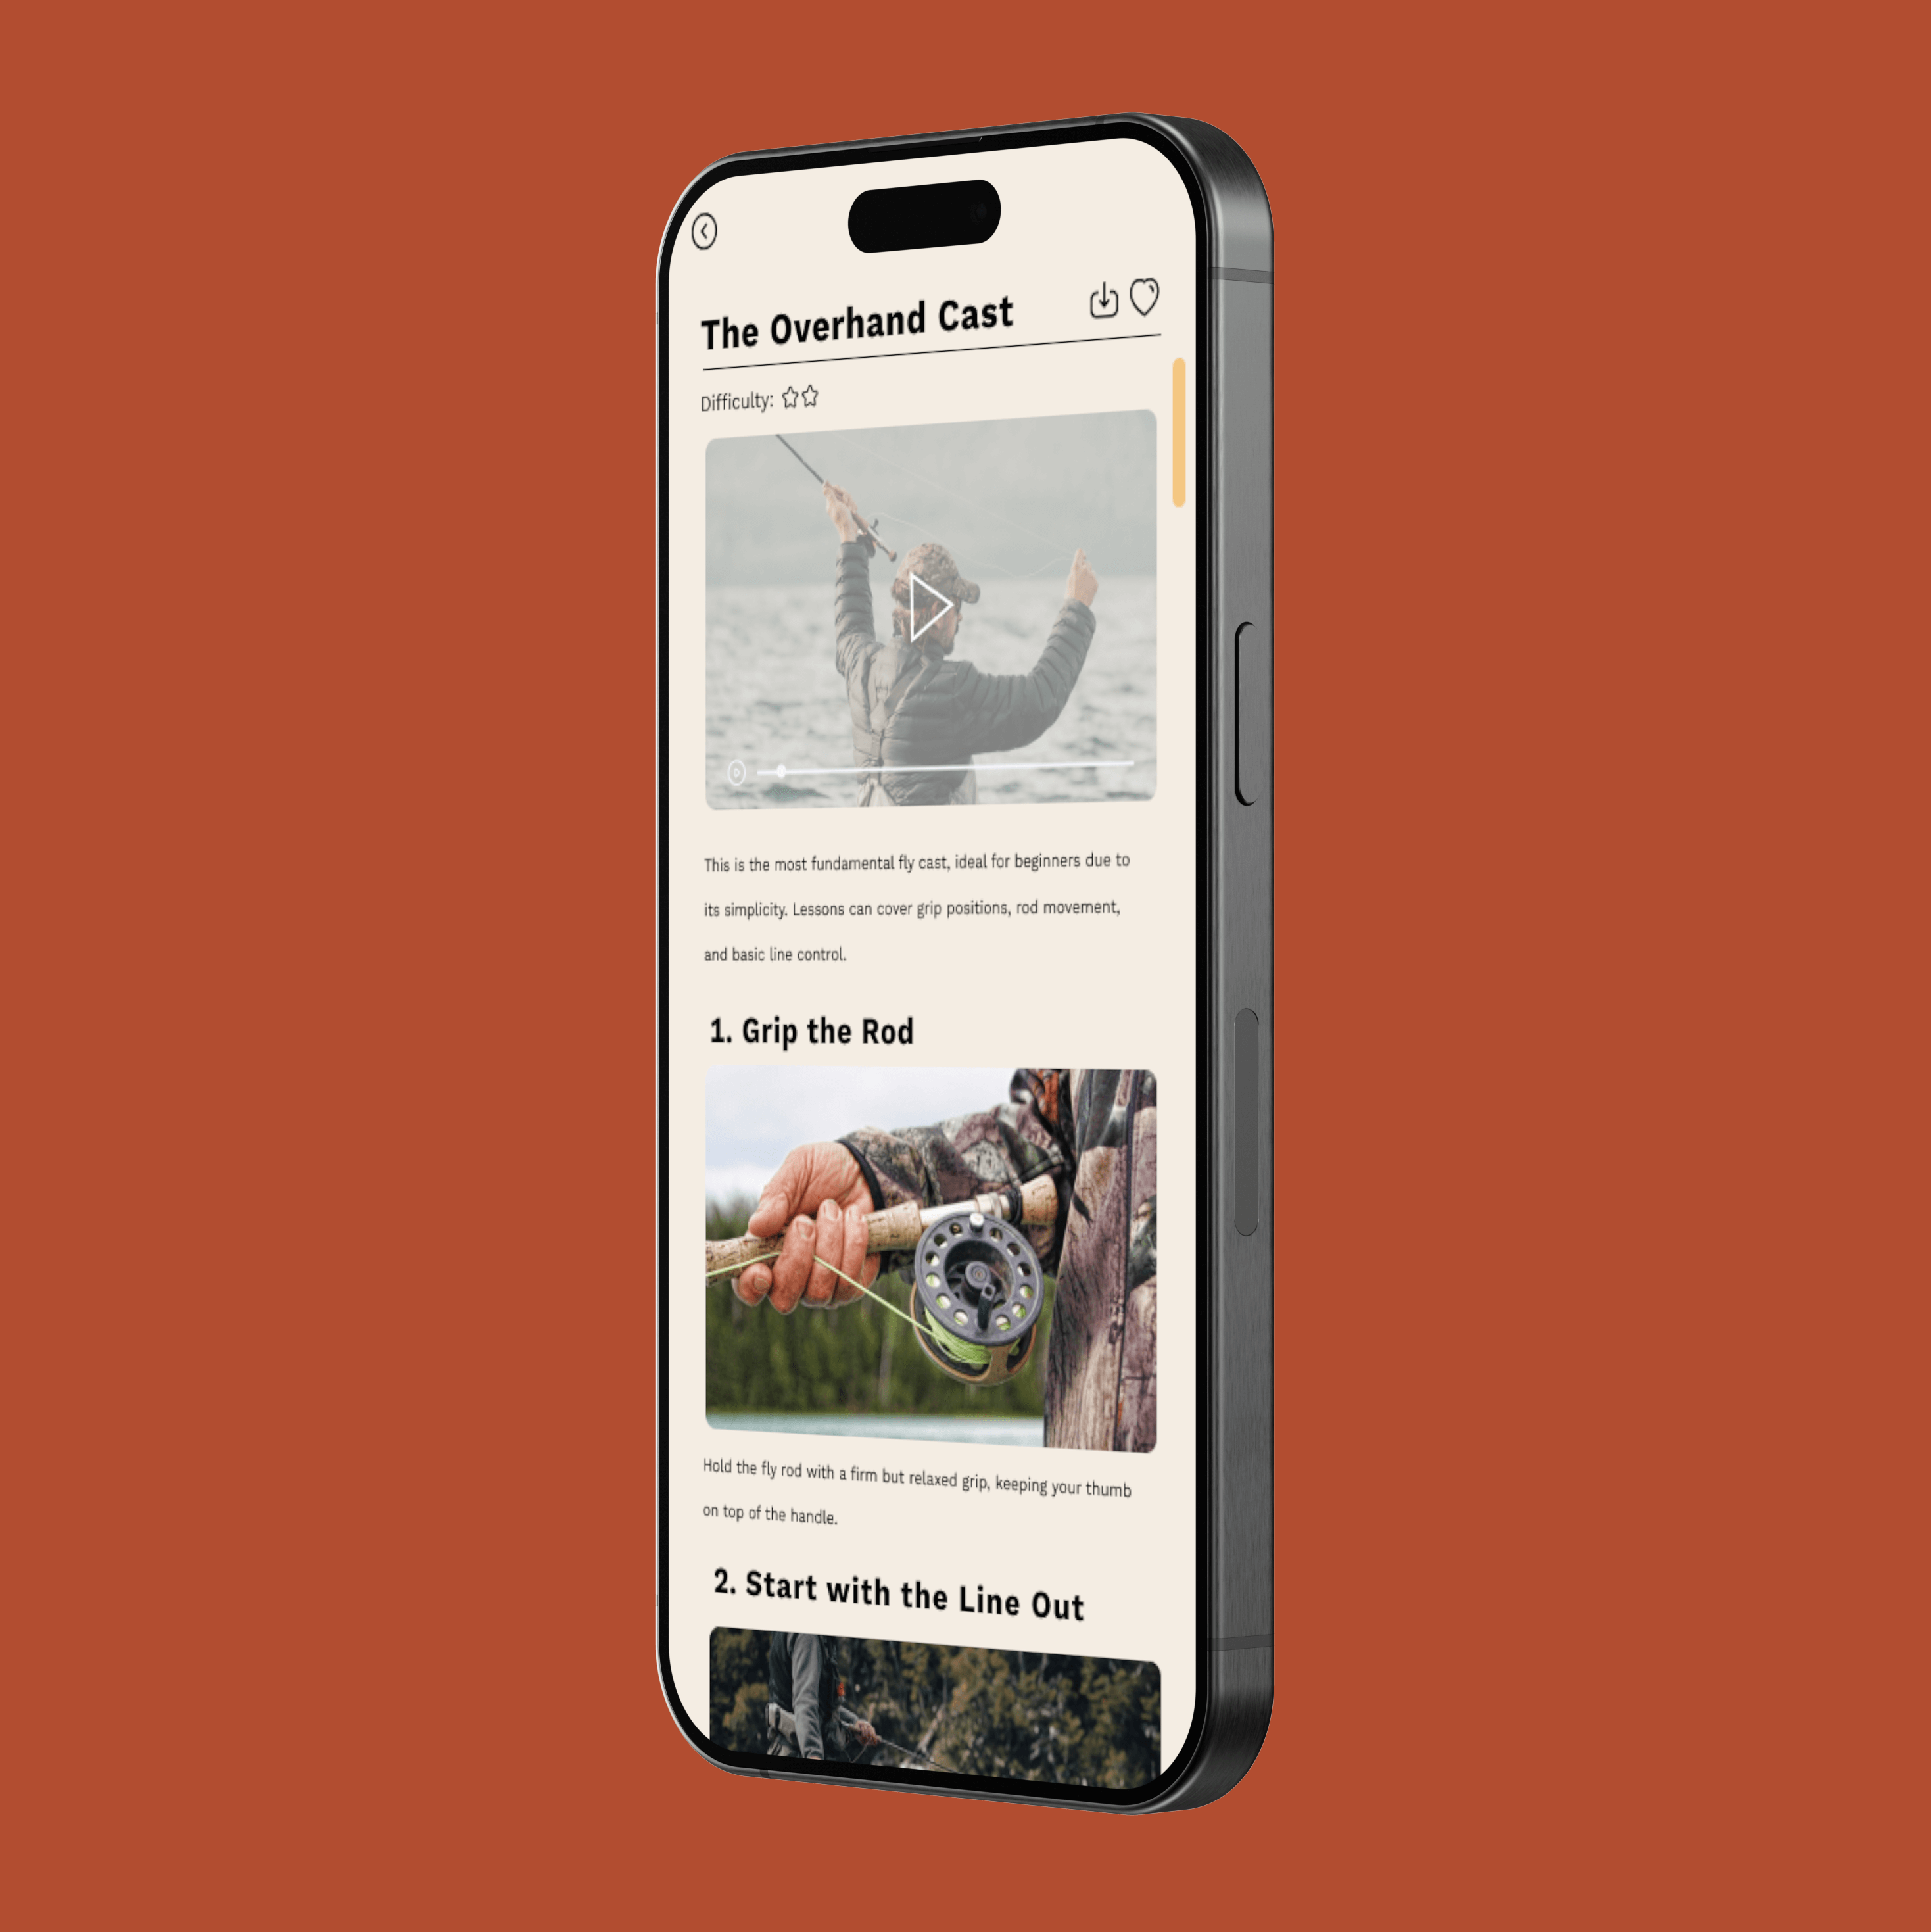 The Overhand Cast
Difficulty:
This is the most fundamental fly cast, ideal for beginners due to
its simplicity. Lessons can cover grip positions, rod movement,
and basic line control.
1. Grip the Rod
Hold the fly rod with a firm but relaxed grip, keeping your thumb
on top of the handle.
2. Start with the Line Out